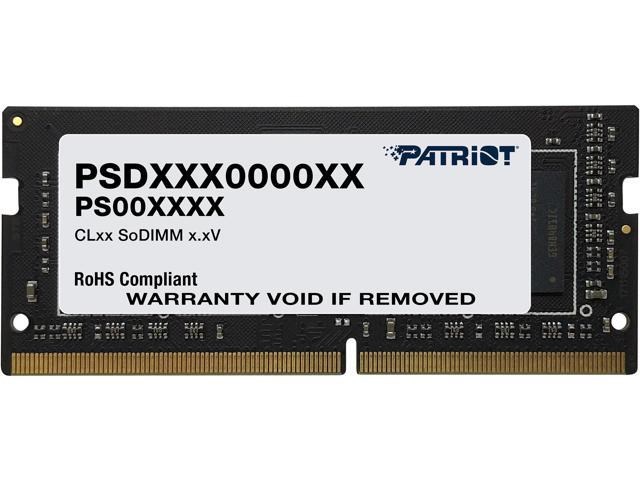 PATRIOT
PSDXXX0000XX
PS00XXXX
CLxx SoDIMM x.xV
RoHS Compliant
WARRANTY VOID IF REMOVED